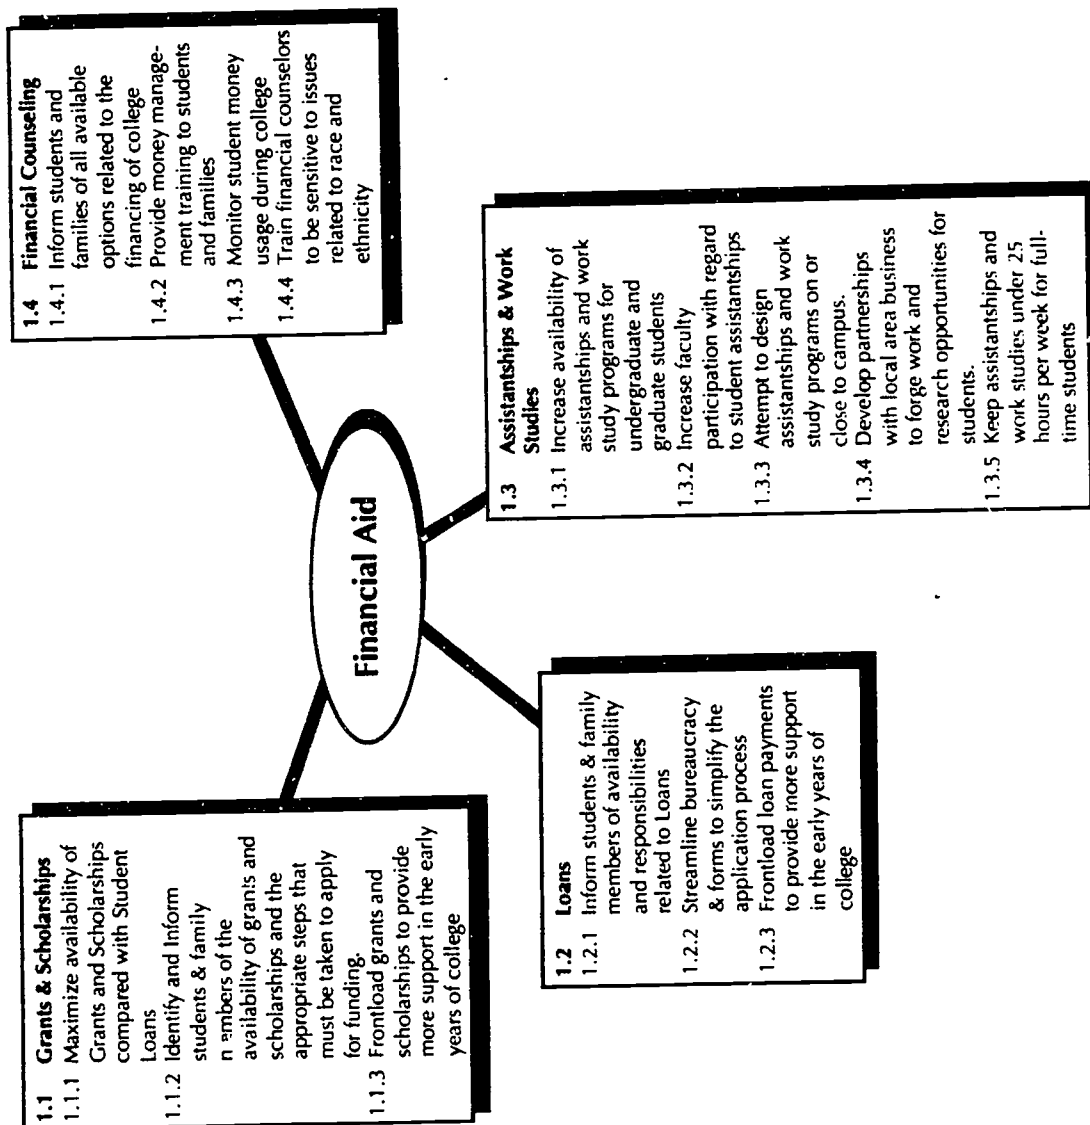 Financial Aid
1.1 Grants & Scholarships
1.1.1 Maximize availability of
Grants and Scholarships
compared with Student
Loans
1.1.2 Identify and Inform
students & family
members of the
availability of grants and
scholarships and the
appropriate steps that
must be taken to apply
for funding.
1.1.3 Frontload grants and
scholarships to provide
more support in the early
years of college
1.2 Loans
1.2.1 Inform students & family
members of availability
and responsibilities
related to Loans
1.2.2 Streamline bureaucracy
& forms to simplify the
application process
1.2.3 Frontload loan payments
to provide more support
in the early years of
college
1.3 Assistantships & Work
Studies
1.3.1 Increase availability of
assistantships and work
study programs for
undergraduate and
graduate students
1.3.2 Increase faculty
participation with regard
to student assistantships
1.3.3 Attempt to design
assistantships and work
study programs on or
close to campus.
1.3.4 Develop partnerships
with local area business
to forge work and
research opportunities for
students.
1.3.5 Keep assistantships and
work studies under 25
hours per week for full-
time students
1.4 Financial Counseling
1.4.1 Inform students and
families of all available
options related to the
financing of college
1.4.2 Provide money manage-
ment training to students
and families
1.4.3 Monitor student money
usage during college
1.4.4 Train financial counselors
to be sensitive to issues
related to race and
ethnicity